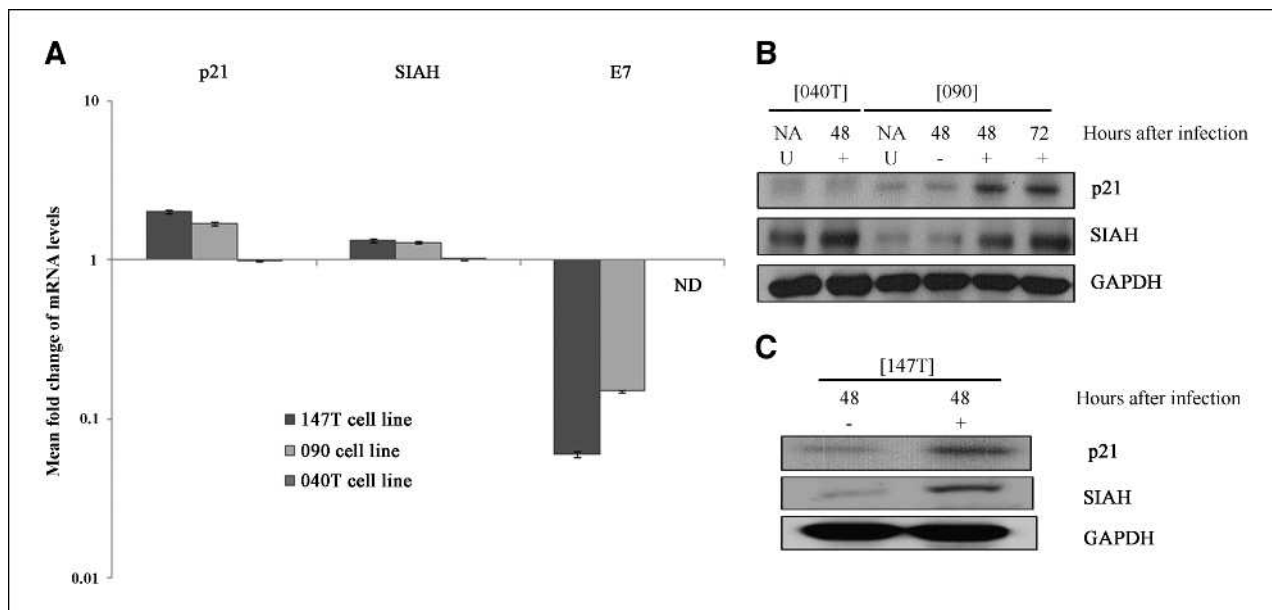 A
p21 SIAH E7
10
1
0.1
0.01
Mean fold change of mRNA levels
ND
147T cell line
090 cell line
040T cell line
B
[040T] [090]
NA 48 NA 48 48 72 Hours after infection
U + U - + +
p21
SIAH
GAPDH
C
[147T]
48 48 Hours after infection
- +
p21
SIAH
GAPDH